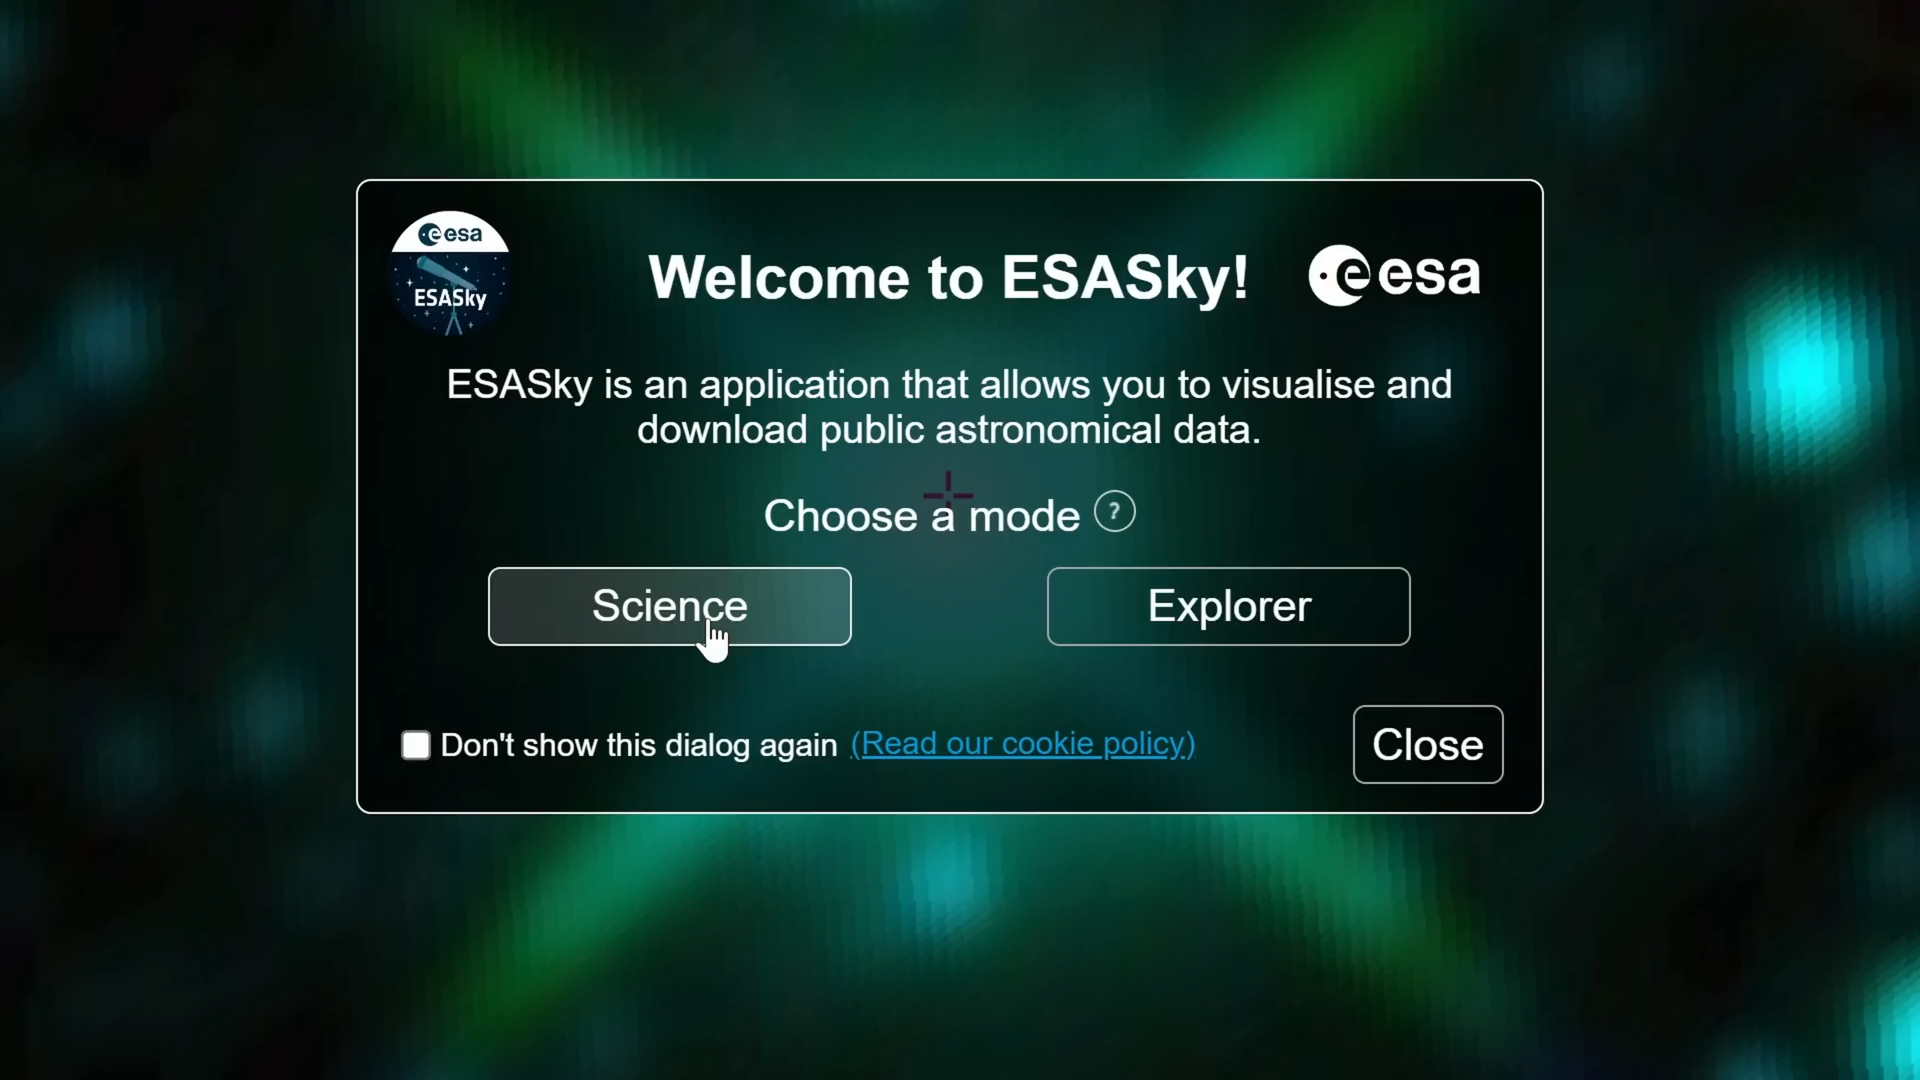 esa
ESASky
Welcome to ESASky!
esa
ESASky is an application that allows you to visualise and
download public astronomical data.
Choose a mode ?
Science
Explorer
Don't show this dialog again (Read our cookie policy)
Close